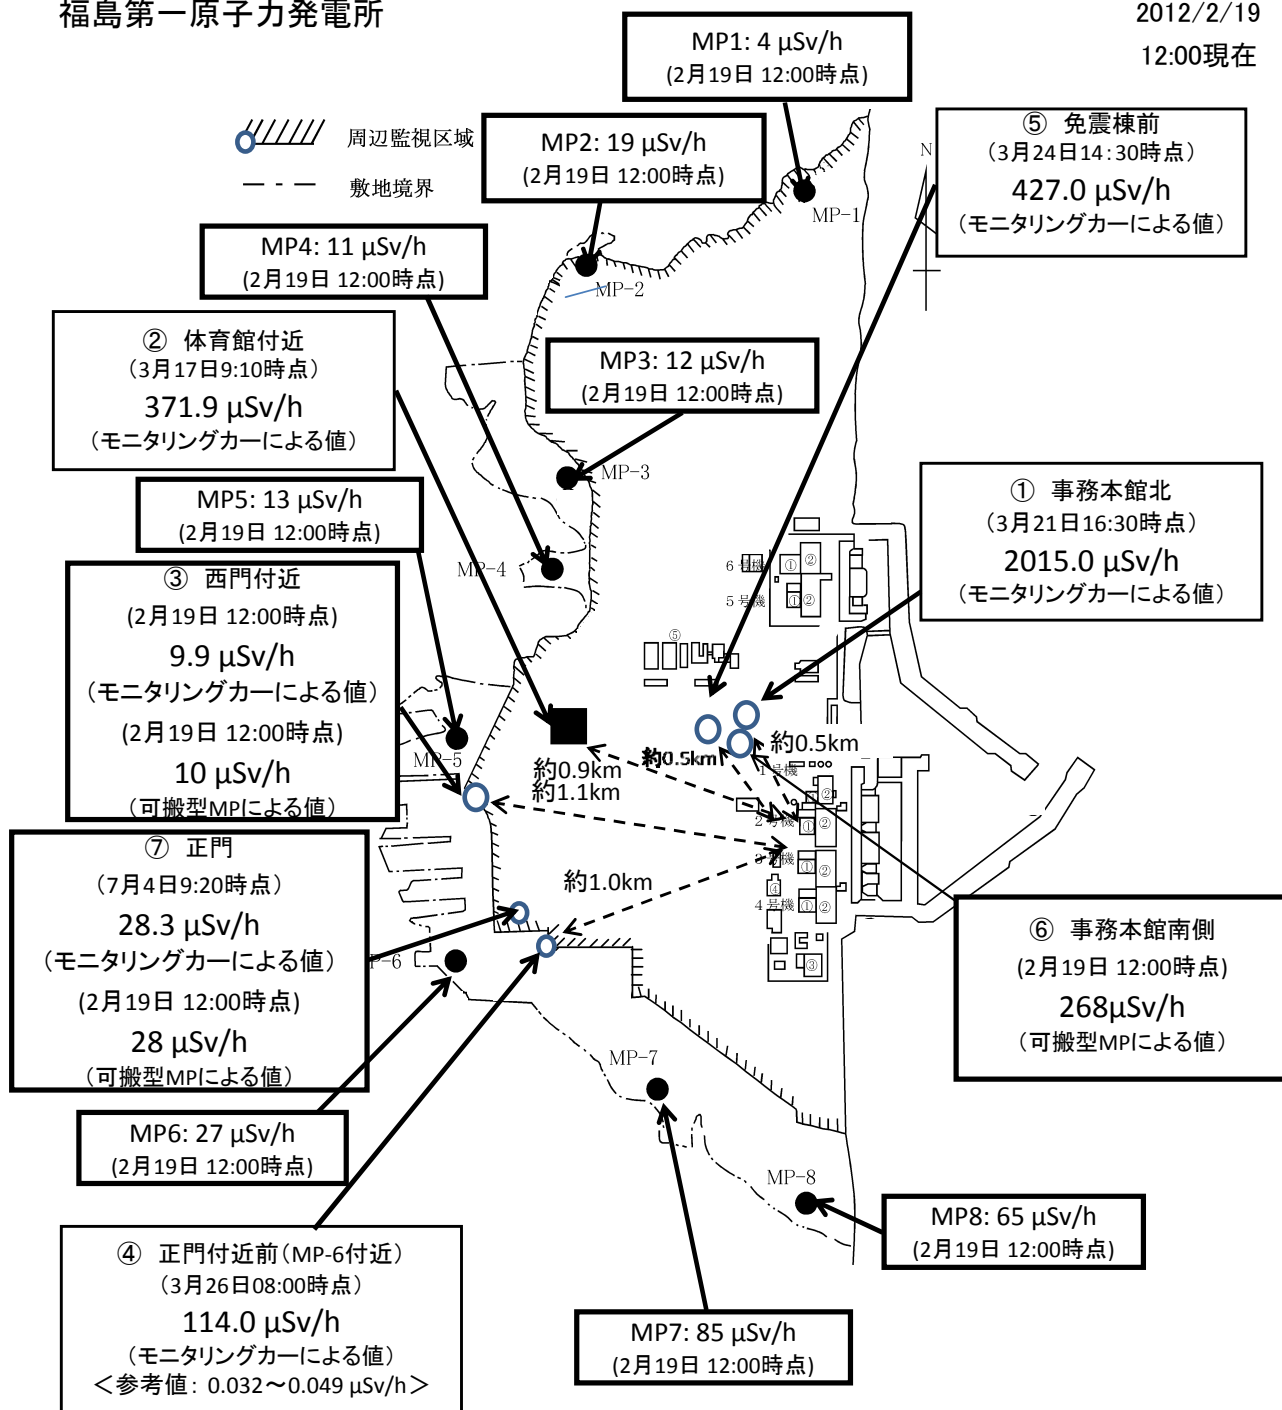 福島第一原子力発電所
2012/2/19
12:00現在
MP1: 4 μSv/h
(2月19日 12:00時点)
周辺監視区域
敷地境界
MP2: 19 μSv/h
(2月19日 12:00時点)
⑤ 免震棟前
(3月24日14:30時点)
427.0 μSv/h
(モニタリングカーによる値)
N
MP-1
MP4: 11 μSv/h
(2月19日 12:00時点)
MP-2
② 体育館付近
(3月17日9:10時点)
371.9 μSv/h
(モニタリングカーによる値)
MP3: 12 μSv/h
(2月19日 12:00時点)
MP-3
MP5: 13 μSv/h
(2月19日 12:00時点)
① 事務本館北
(3月21日16:30時点)
2015.0 μSv/h
(モニタリングカーによる値)
MP-4
6号機
① ②
5号機
① ②
③ 西門付近
(2月19日 12:00時点)
9.9 μSv/h
(モニタリングカーによる値)
(2月19日 12:00時点)
10 μSv/h
(可搬型MPによる値)
⑤
MP-5
約0.9km
約1.1km
約0.5km
約0.5km
1号機
②
2号機
① ②
3号機
① ②
④
4号機
① ②
③
約1.0km
⑦ 正門
(7月4日9:20時点)
28.3 μSv/h
(モニタリングカーによる値)
(2月19日 12:00時点)
28 μSv/h
(可搬型MPによる値)
P-6
⑥ 事務本館南側
(2月19日 12:00時点)
268μSv/h
(可搬型MPによる値)
MP-7
MP6: 27 μSv/h
(2月19日 12:00時点)
MP-8
MP8: 65 μSv/h
(2月19日 12:00時点)
④ 正門付近前(MP-6付近)
(3月26日08:00時点)
114.0 μSv/h
(モニタリングカーによる値)
<参考値: 0.032～0.049 μSv/h>
MP7: 85 μSv/h
(2月19日 12:00時点)